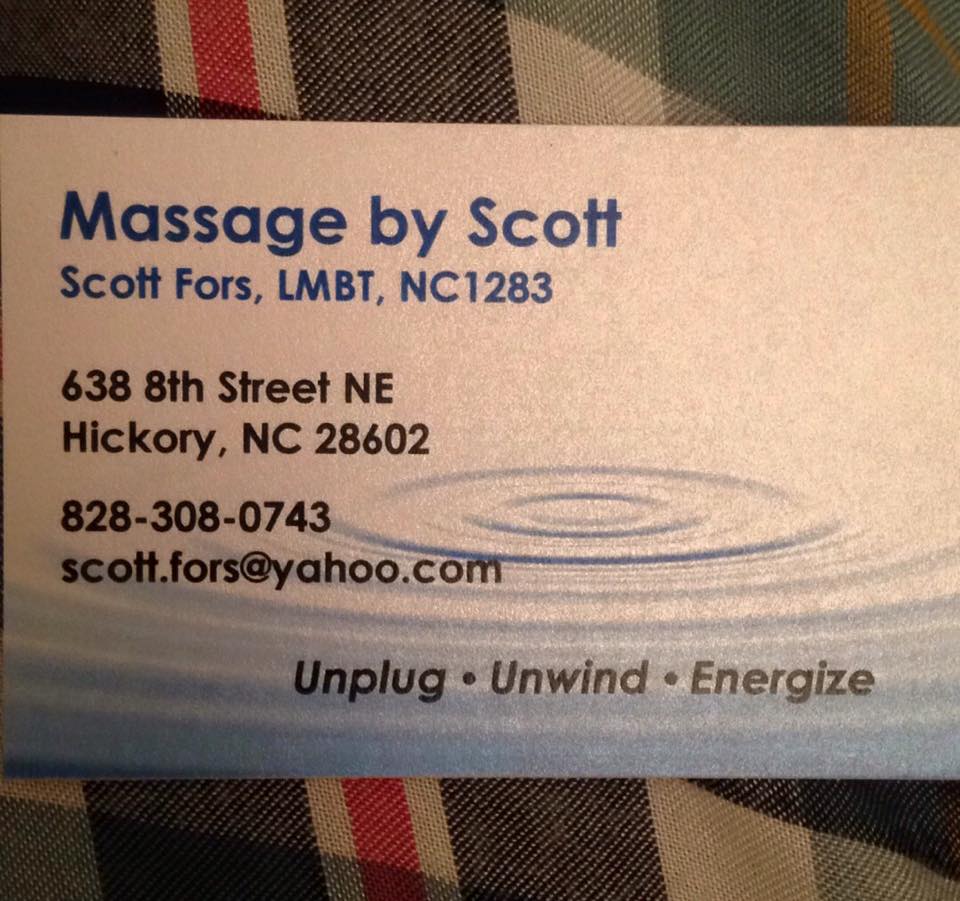 Massage by Scott
Scott Fors, LMBT, NC1283
638 8th Street NE
Hickory, NC 28602
828-308-0743
scott.fors@yahoo.com
Unplug • Unwind • Energize